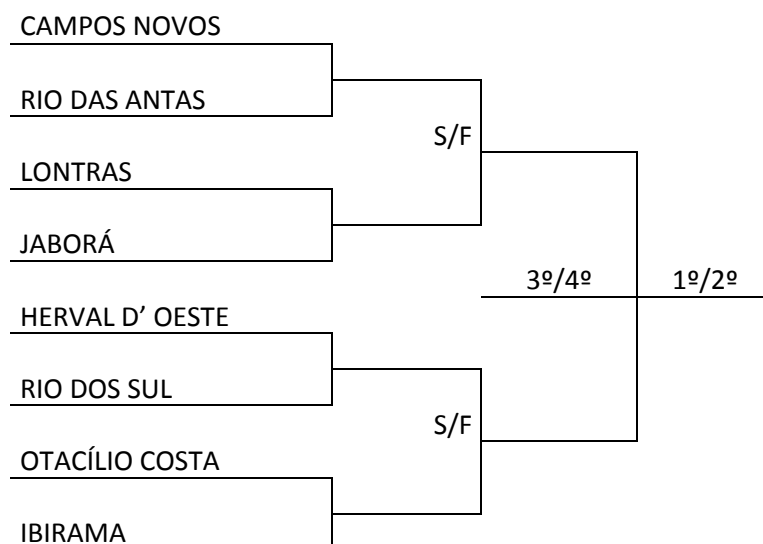 CAMPOS NOVOS
RIO DAS ANTAS
S/F
LONTRAS
JABORÁ
3º/4º
1º/2º
HERVAL D’ OESTE
RIO DOS SUL
S/F
OTACÍLIO COSTA
IBIRAMA